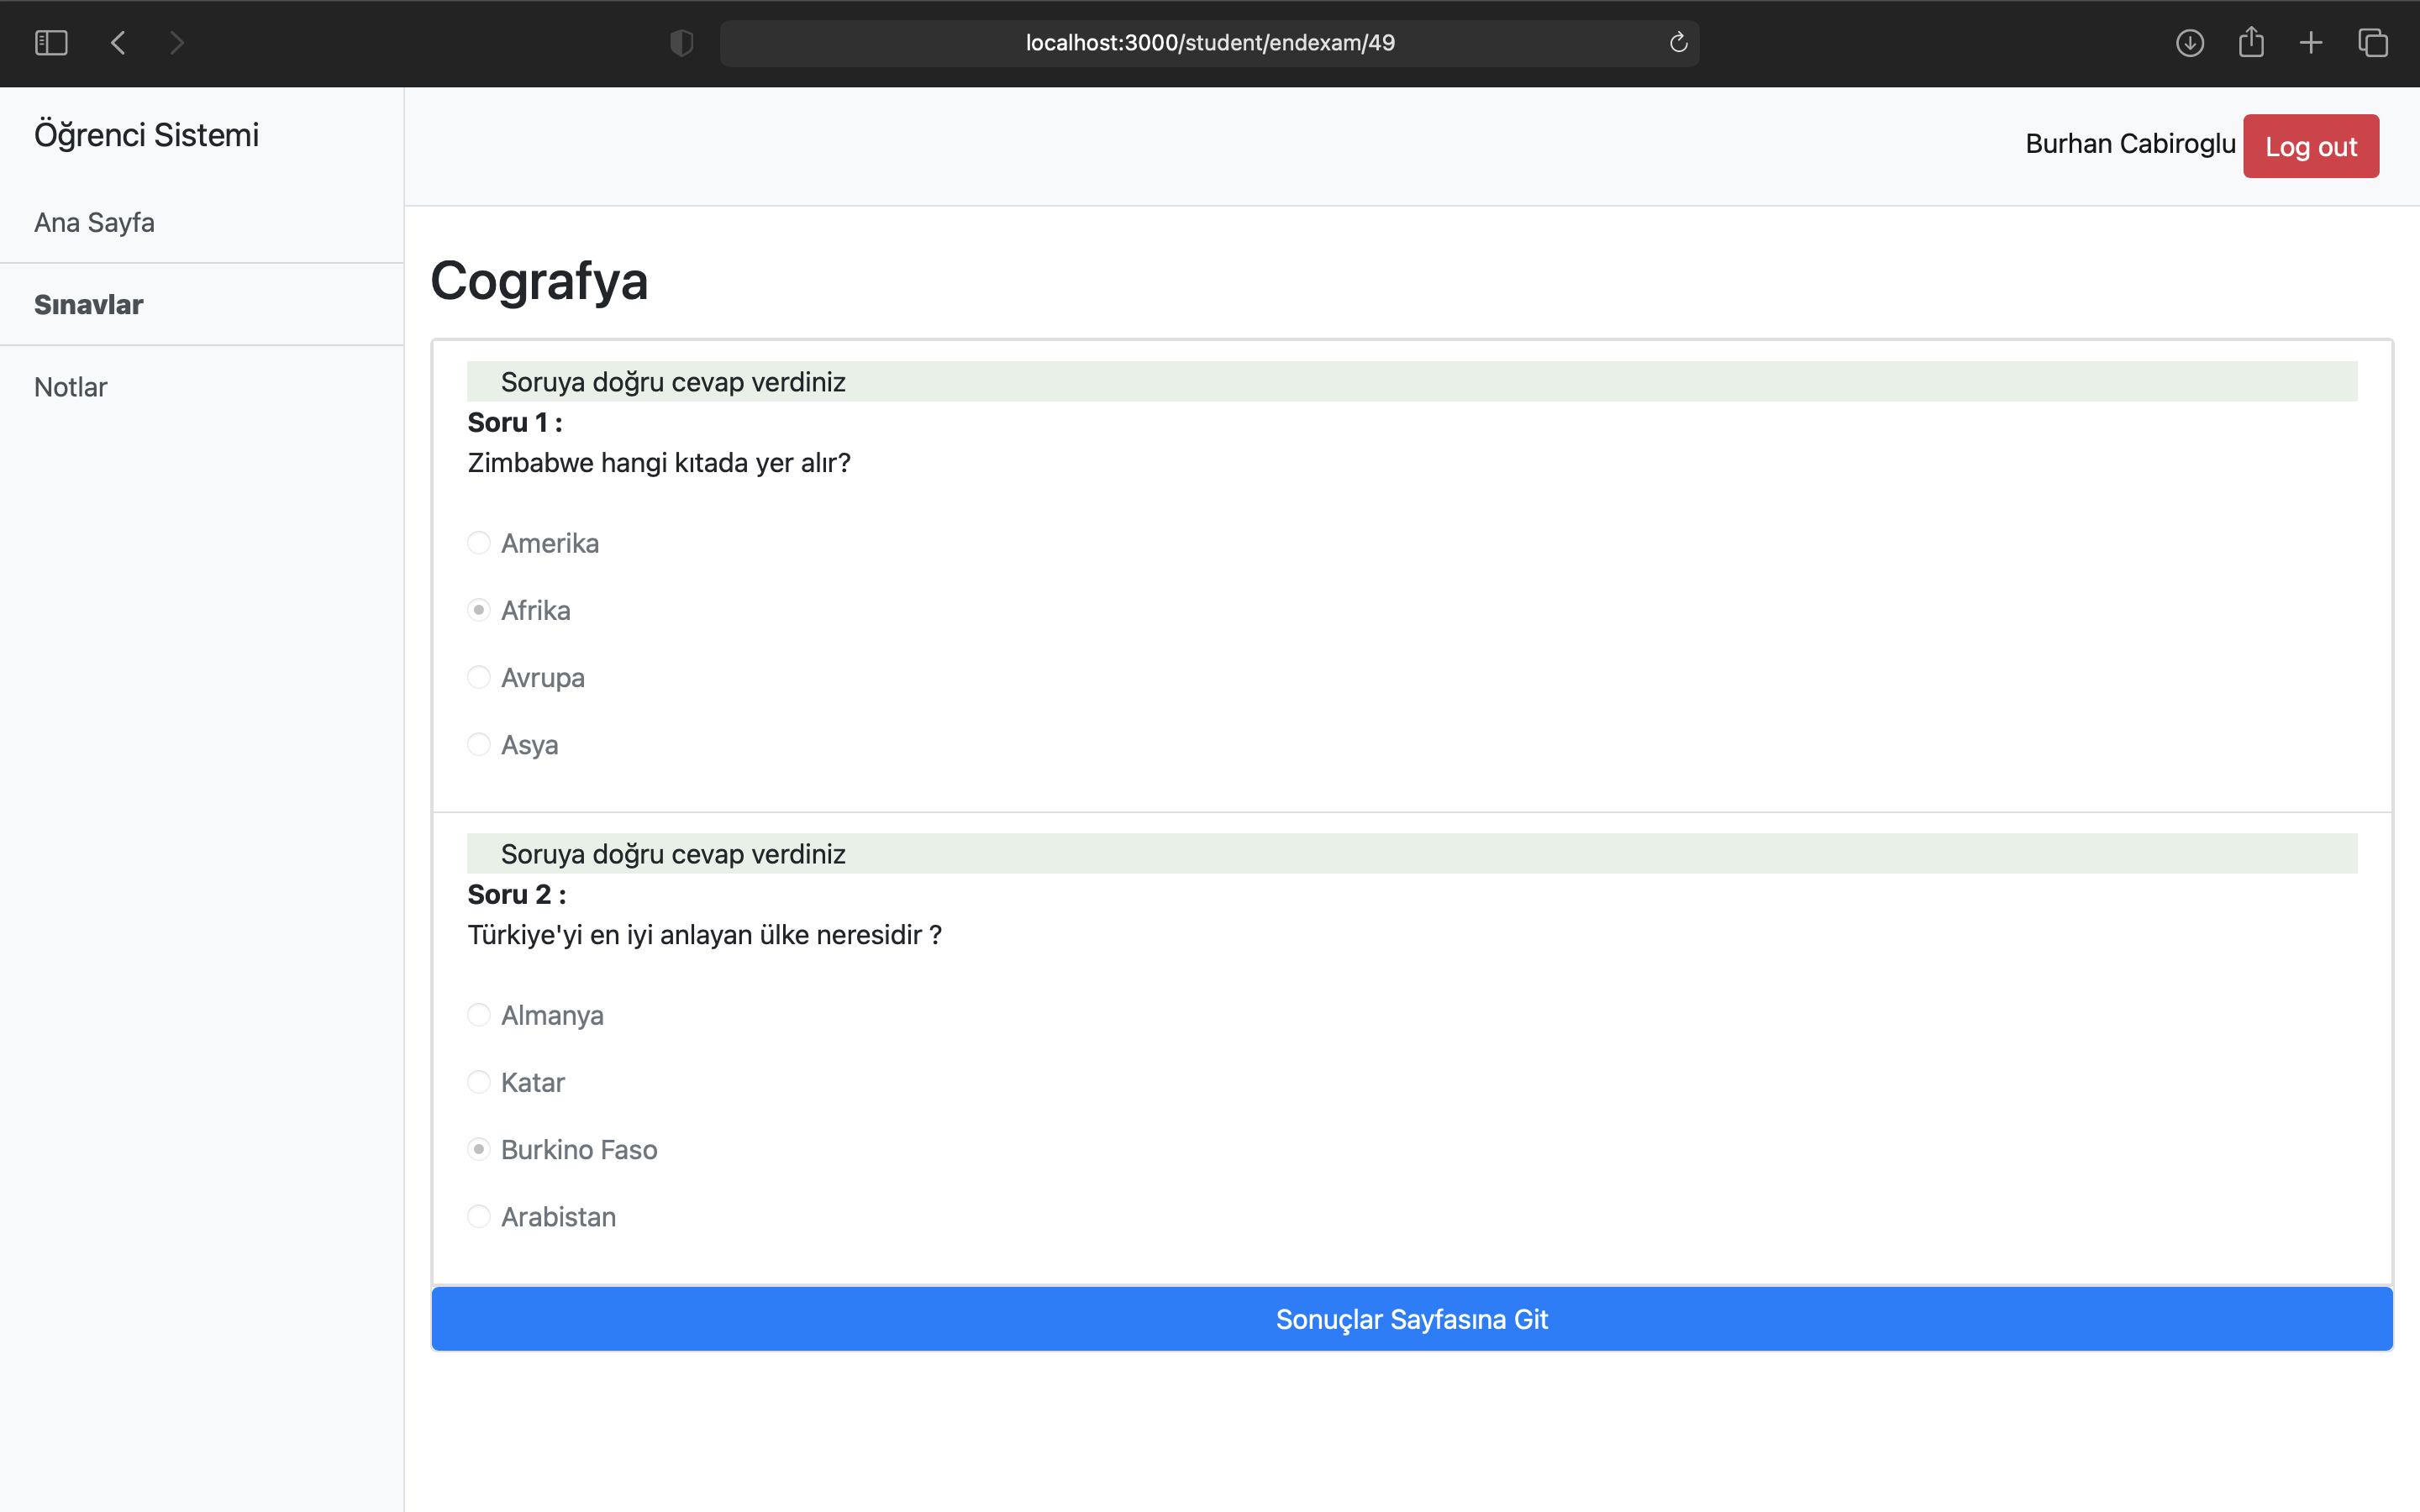 localhost:3000/student/endexam/49
Öğrenci Sistemi
Burhan Cabiroglu
Log out
Ana Sayfa
Sınavlar
Notlar
Cografya
Soruya doğru cevap verdiniz
Soru 1 :
Zimbabwe hangi kıtada yer alır?
Amerika
Afrika
Avrupa
Asya
Soruya doğru cevap verdiniz
Soru 2 :
Türkiye'yi en iyi anlayan ülke neresidir ?
Almanya
Katar
Burkino Faso
Arabistan
Sonuçlar Sayfasına Git